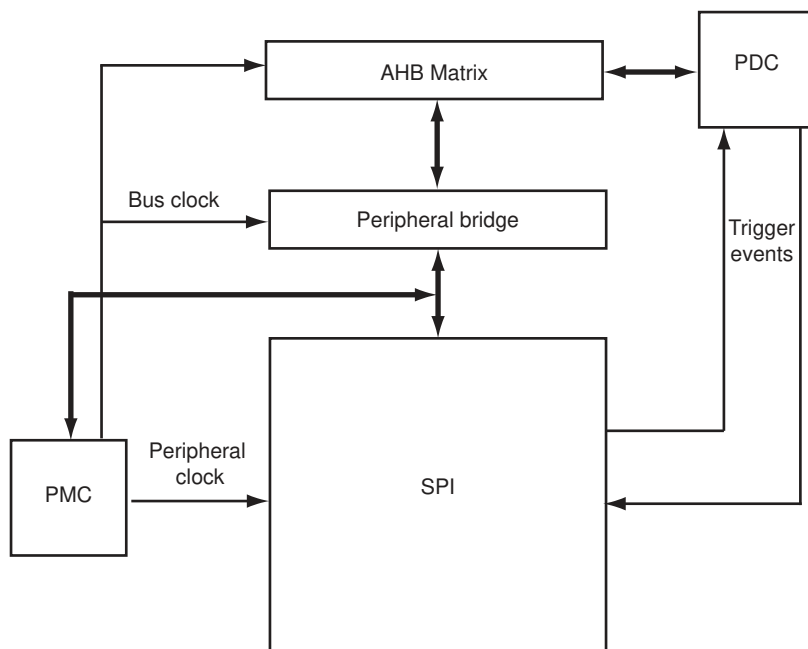 AHB Matrix
PDC
Bus clock
Peripheral bridge
Trigger
events
Peripheral
clock
PMC
SPI